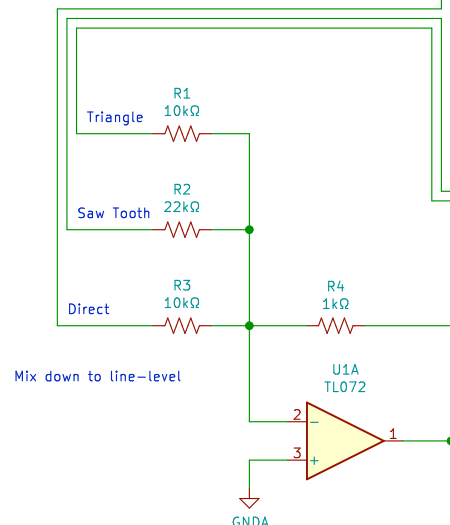 R1
10kΩ
Triangle
R2
22kΩ
Saw Tooth
R3
10kΩ
Direct
R4
1kΩ
Mix down to line-level
U1A
TL072
2
1
3
GNDA